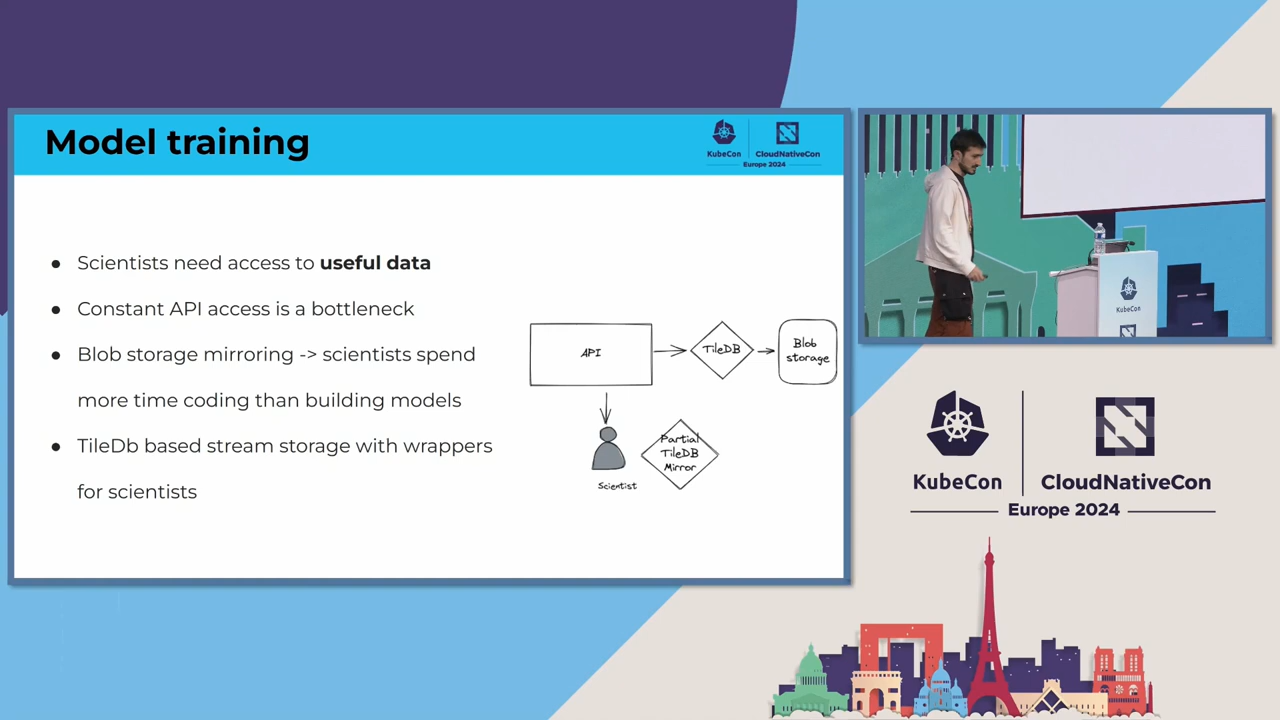 Model training
KubeCon
CloudNativeCon
Europe 2024
● Scientists need access to useful data
● Constant API access is a bottleneck
● Blob storage mirroring -> scientists spend
more time coding than building models
● TileDb based stream storage with wrappers
for scientists
API
TileDB
Blob
storage
Partial
TileDB
Mirror
Scientist
KubeCon
KubeCon
CloudNativeCon
Europe 2024